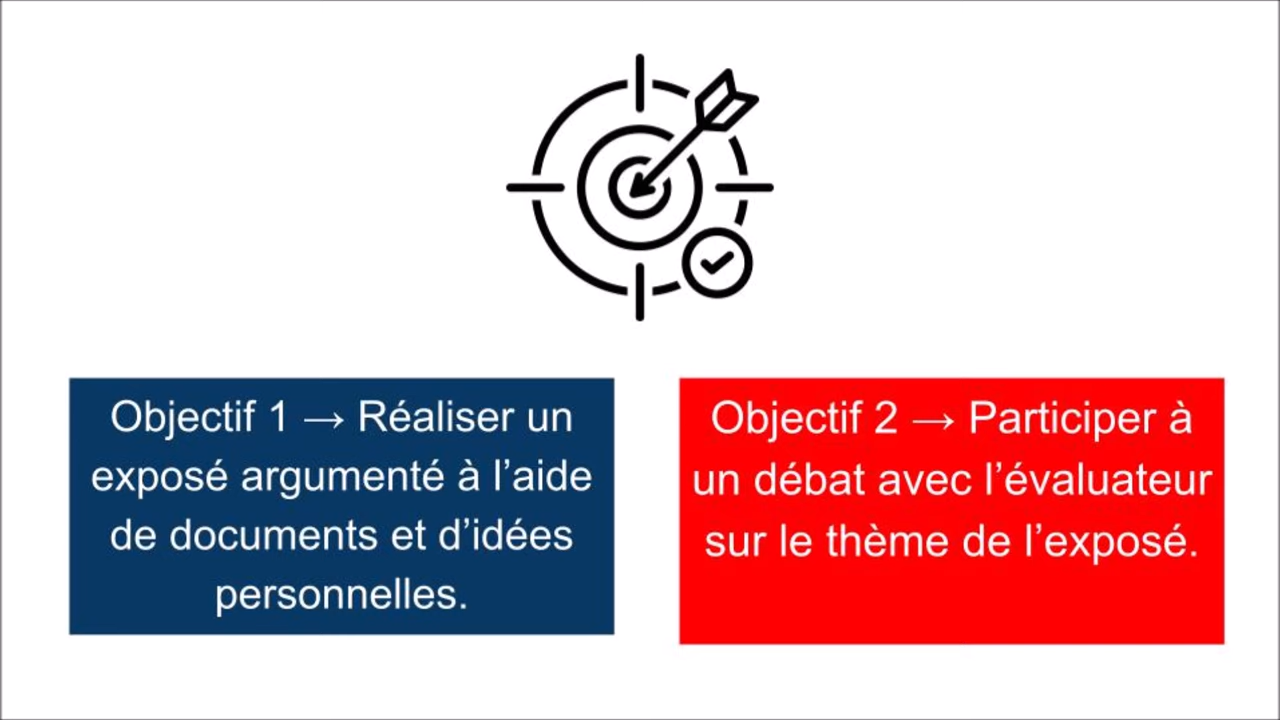 Objectif 1 → Réaliser un
exposé argumenté à l’aide
de documents et d’idées
personnelles.
Objectif 2 → Participer à
un débat avec l’évaluateur
sur le thème de l’exposé.